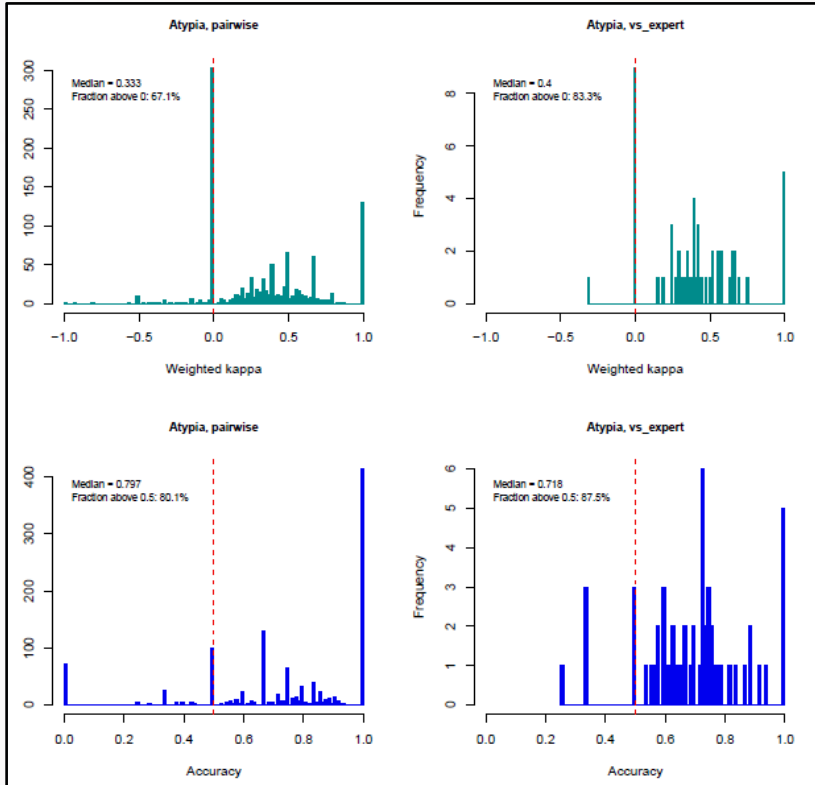 Atypia, pairwise
Median = 0.333
Fraction above 0: 67.1%
300
250
200
150
100
50
0
−1.0 −0.5 0.0 0.5 1.0
Weighted kappa
Atypia, vs_expert
Median = 0.4
Fraction above 0: 83.3%
Frequency
8
6
4
2
0
−1.0 −0.5 0.0 0.5 1.0
Weighted kappa
Atypia, pairwise
Median = 0.797
Fraction above 0.5: 80.1%
400
300
200
100
0
0.0 0.2 0.4 0.6 0.8 1.0
Accuracy
Atypia, vs_expert
Median = 0.718
Fraction above 0.5: 87.5%
Frequency
6
5
4
3
2
1
0
0.0 0.2 0.4 0.6 0.8 1.0
Accuracy